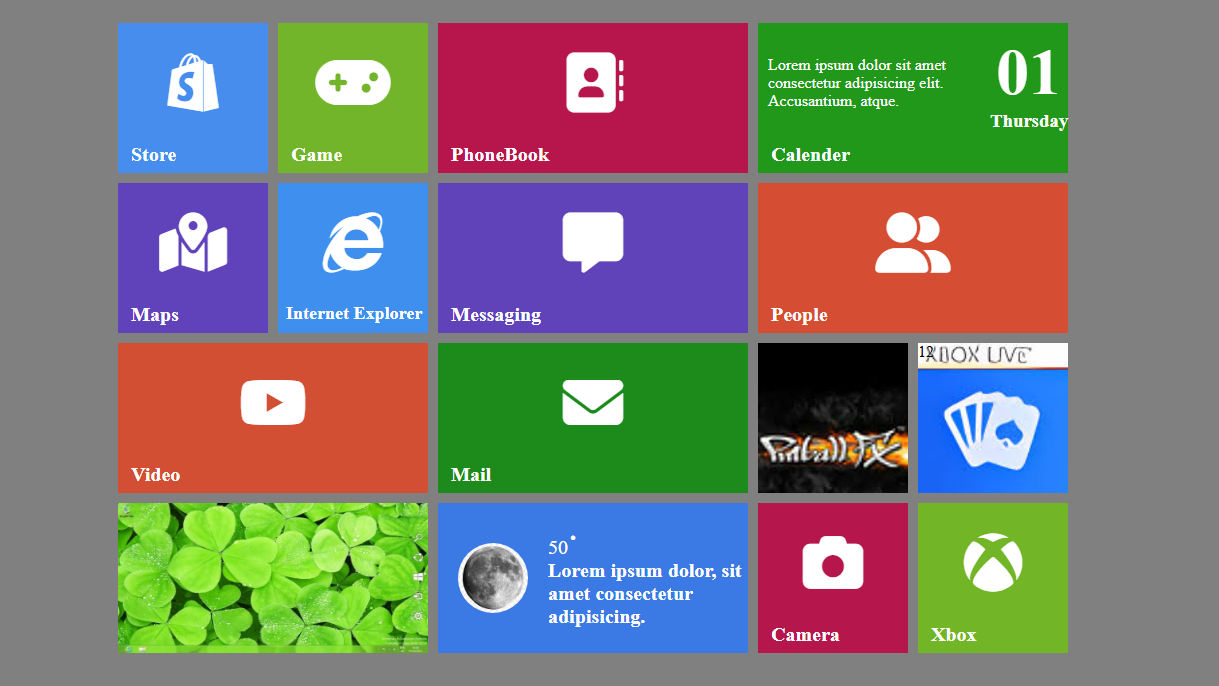 Store
Game
PhoneBook
Lorem ipsum dolor sit amet
consectetur adipisicing elit.
Accusantium, atque.
01
Thursday
Calender
Maps
Internet Explorer
Messaging
People
Video
Mail
Pinball FX
12
XBOX LIVE
50°
Lorem ipsum dolor, sit
amet consectetur
adipisicing.
Camera
Xbox